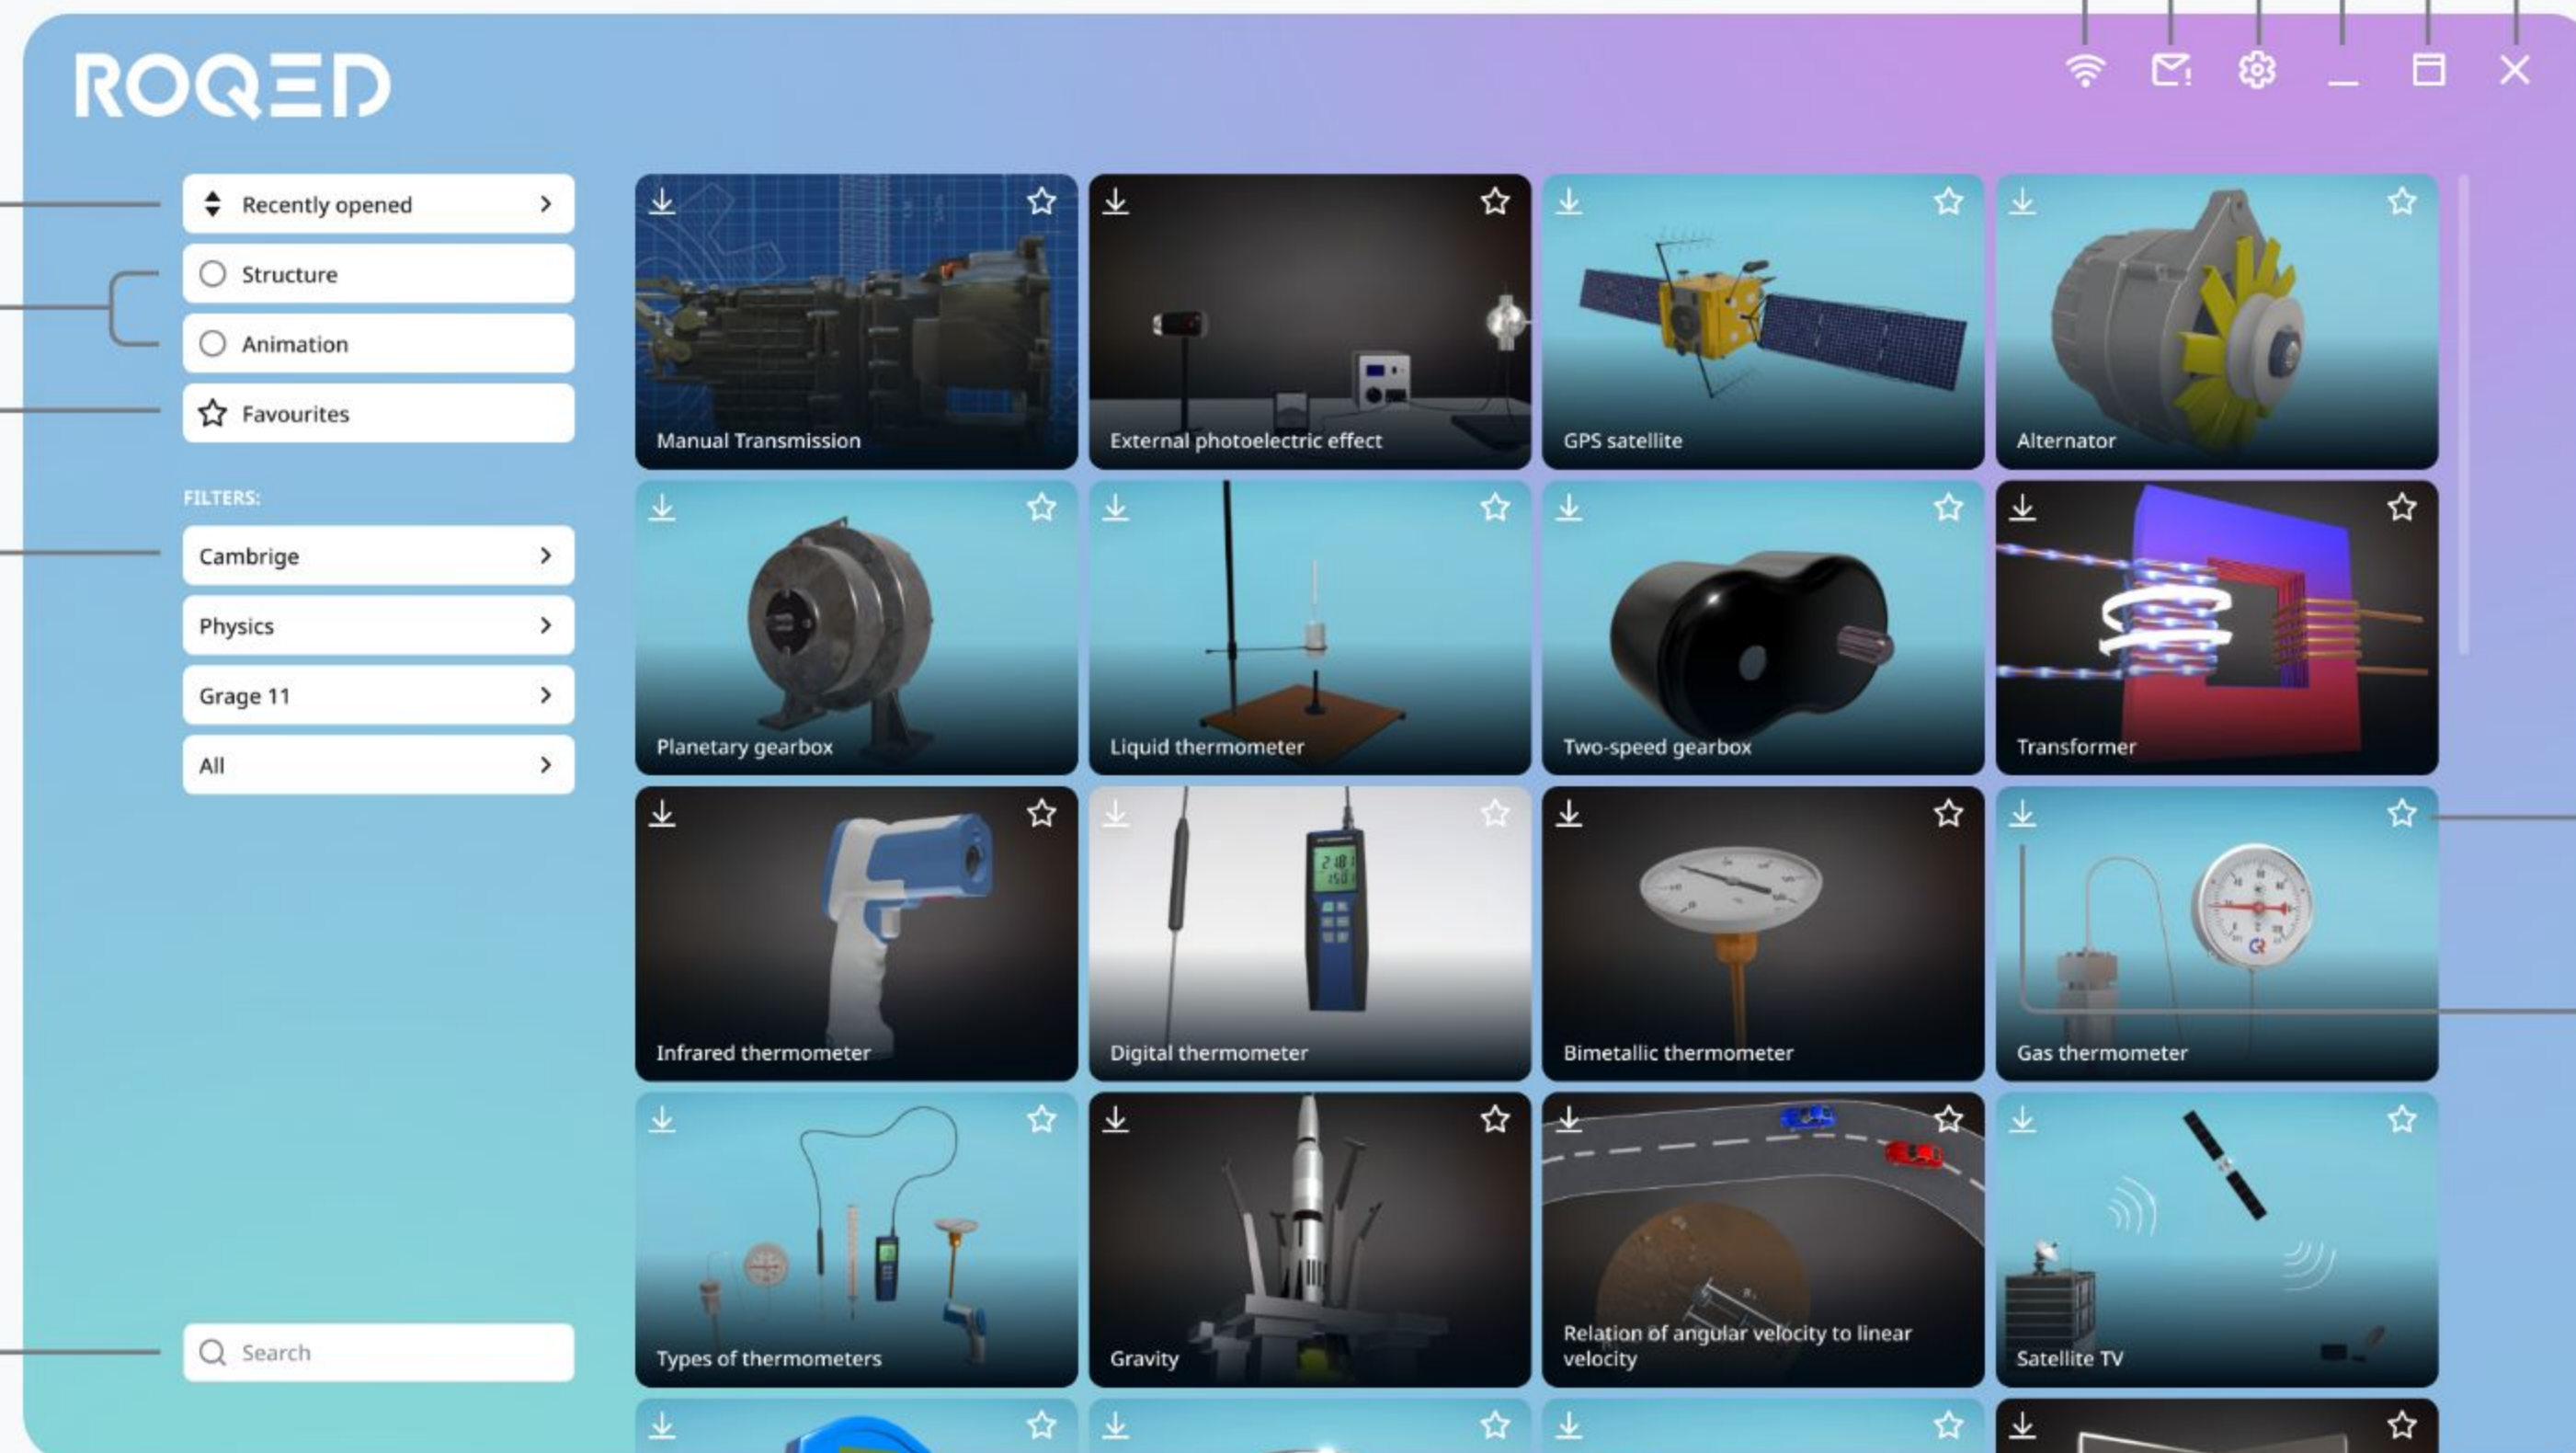 ROQED
Recently opened
Structure
Animation
Favourites
FILTERS:
Cambrige
Physics
Grage 11
All
Search
Manual Transmission
External photoelectric effect
GPS satellite
Alternator
Planetary gearbox
Liquid thermometer
Two-speed gearbox
Transformer
Infrared thermometer
Digital thermometer
Bimetallic thermometer
Gas thermometer
Types of thermometers
Gravity
Relation of angular velocity to linear
velocity
Satellite TV